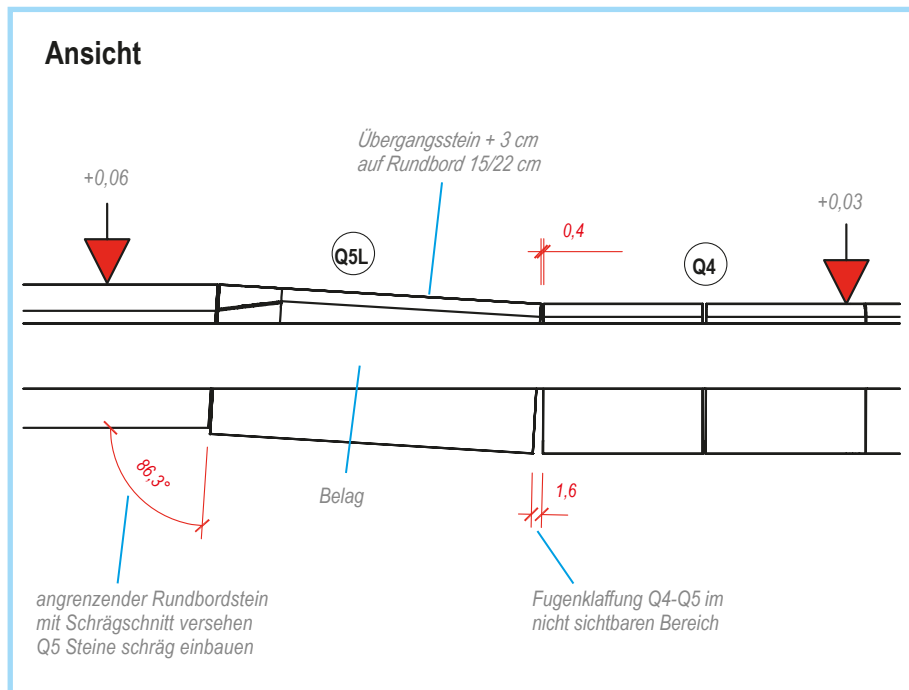 Ansicht
Übergangsstein + 3 cm
auf Rundbord 15/22 cm
+0,06
+0,03
0,4
Q5L
Q4
86,3°
Belag
1,6
angrenzender Rundbordstein
mit Schrägschnitt versehen
Q5 Steine schräg einbauen
Fugenklaffung Q4-Q5 im
nicht sichtbaren Bereich